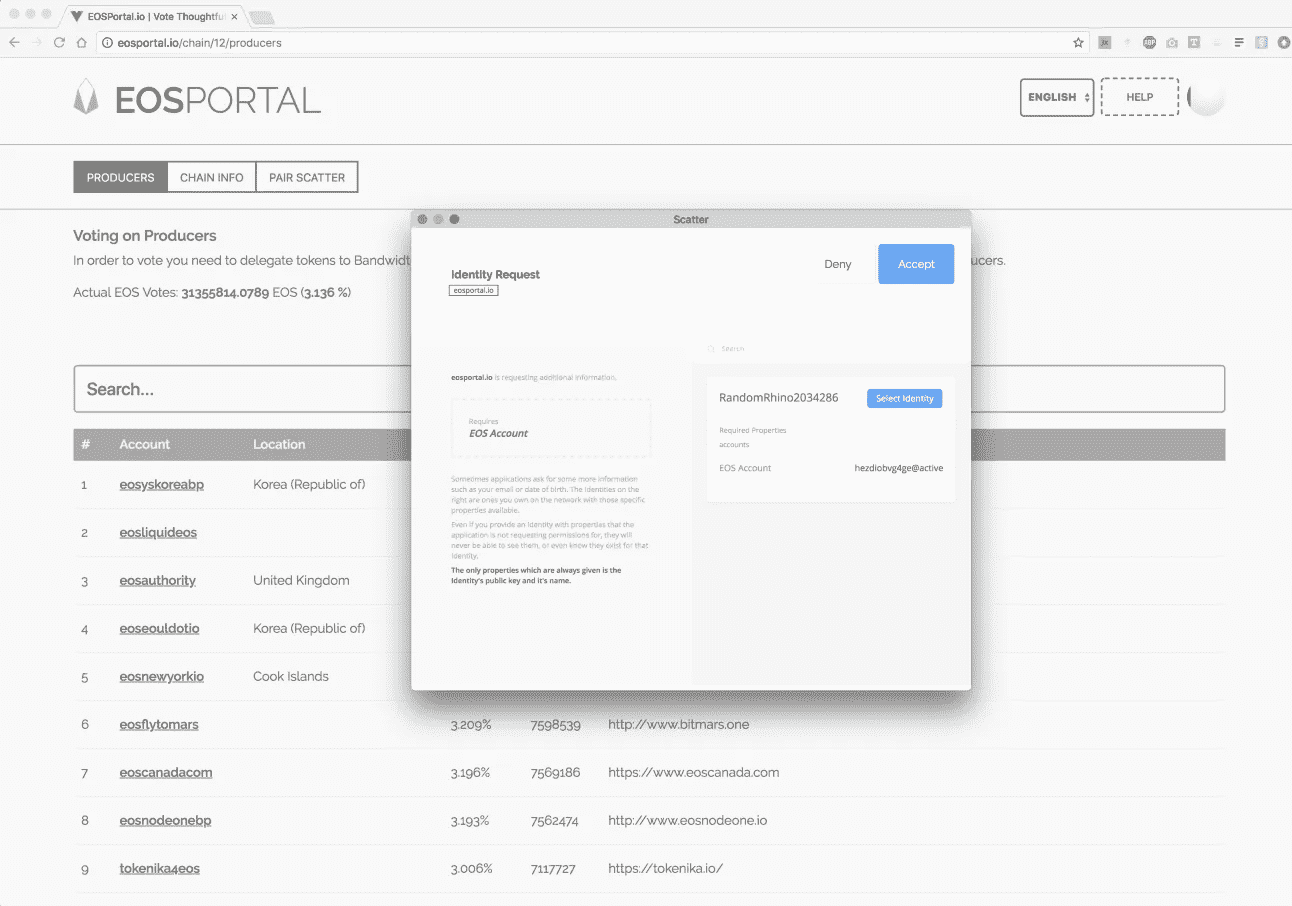 EOSPortal.io | Vote Thoughtful
eosportal.io/chain/12/producers
EOSPORTAL
ENGLISH
HELP
PRODUCERS
CHAIN INFO
PAIR SCATTER
Voting on Producers
In order to vote you need to delegate tokens to Bandwidt
ucers.
Actual EOS Votes: 31355814.0789 EOS (3.136 %)
Search...
# Account Location
1 eosyskoreabp Korea (Republic of)
2 eosliquideos
3 eosauthority United Kingdom
4 eoseouldotio Korea (Republic of)
5 eosnewyorkio Cook Islands
6 eosflytomars 3.209% 7598539 http://www.bitmars.one
7 eoscanadacom 3.196% 7569186 https://www.eoscanada.com
8 eosnodeonebp 3.193% 7562474 http://www.eosnodeone.io
9 tokenika4eos 3.006% 7117727 https://tokenika.io/
Scatter
Identity Request
eosportal.io
Deny
Accept
eosportal.io is requesting additional information.
Requires
EOS Account
Sometimes applications ask for some more information
such as your email or date of birth. The Identities on the
right are ones you own on the network with those specific
properties available.
Even if you provide an Identity with properties that the
application is not requesting permissions for, they will
never be able to see them, or even know they exist for that
Identity.
The only properties which are always given is the
Identity's public key and it's name.
Search
RandomRhino2034286
Select Identity
Required Properties
accounts
EOS Account hezdiobvg4ge@active